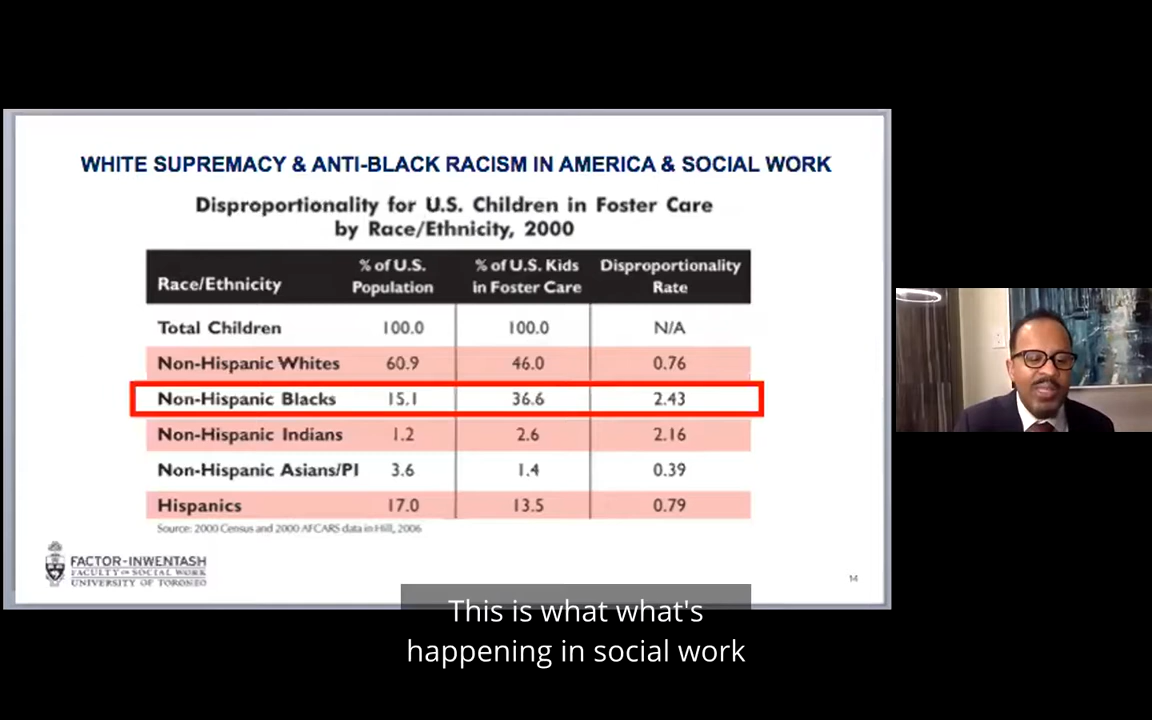 WHITE SUPREMACY & ANTI-BLACK RACISM IN AMERICA & SOCIAL WORK
Disproportionality for U.S. Children in Foster Care
by Race/Ethnicity, 2000
Race/Ethnicity % of U.S. Population % of U.S. Kids in Foster Care Disproportionality Rate
Total Children 100.0 100.0 N/A
Non-Hispanic Whites 60.9 46.0 0.76
Non-Hispanic Blacks 15.1 36.6 2.43
Non-Hispanic Indians 1.2 2.6 2.16
Non-Hispanic Asians/PI 3.6 1.4 0.39
Hispanics 17.0 13.5 0.79
Source: 2000 Census and 2000 AFCARS data in Hill, 2006
FACTOR-INWENTASH
FACULTY OF SOCIAL WORK
UNIVERSITY OF TORONTO
14
This is what what's
happening in social work